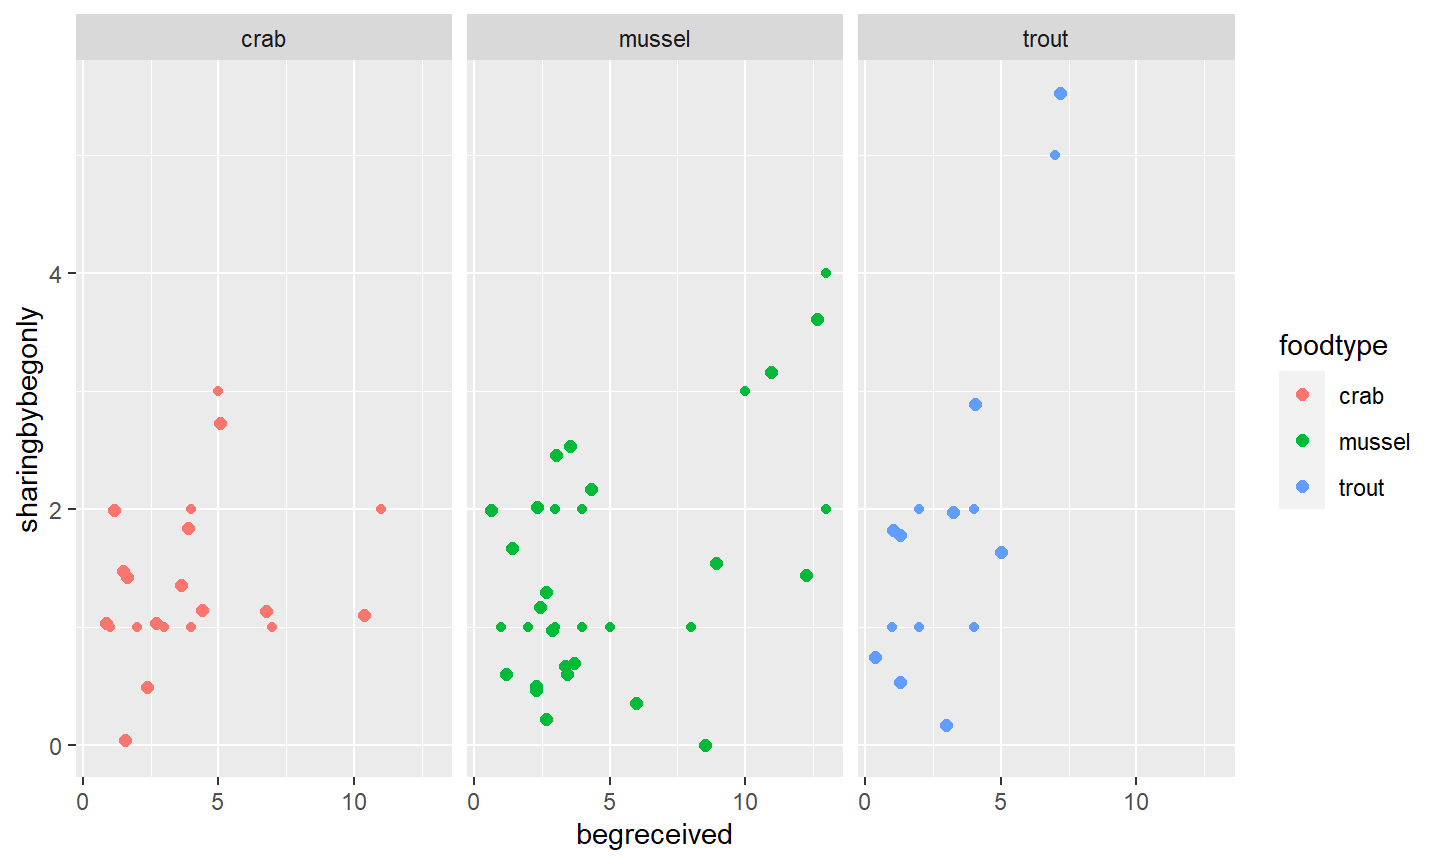 crab
mussel
trout
sharingbybegonly
4
2
0
0 5 10
0 5 10
0 5 10
begreceived
foodtype
crab
mussel
trout